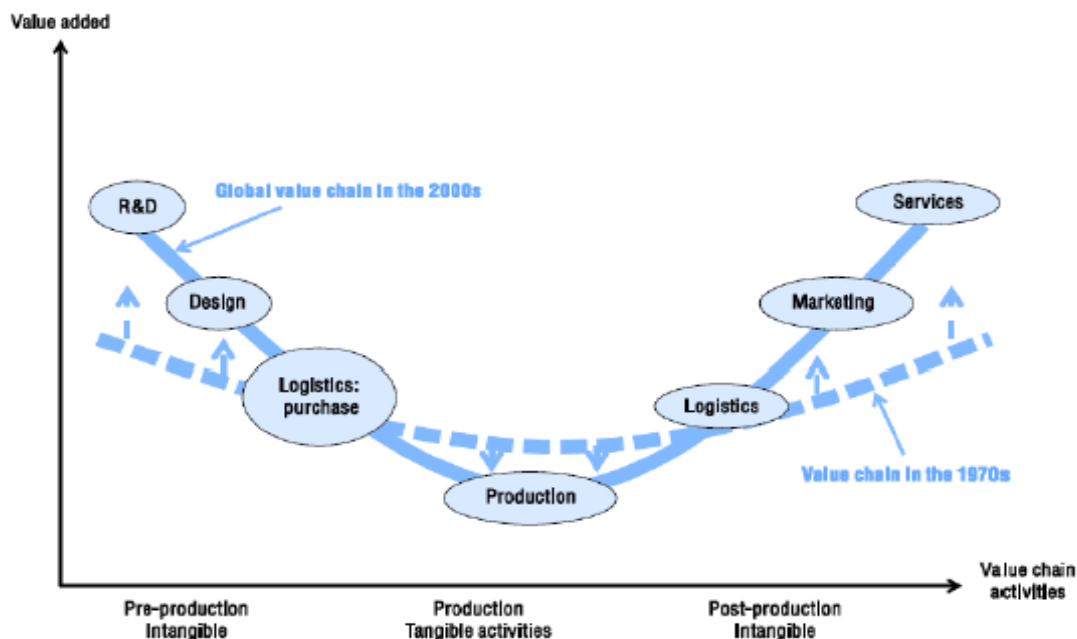 Value added
Global value chain in the 2000s
R&D
Services
Design
Marketing
Logistics:
purchase
Logistics
Value chain in the 1970s
Production
Value chain
activities
Pre-production
Intangible
Production
Tangible activities
Post-production
Intangible